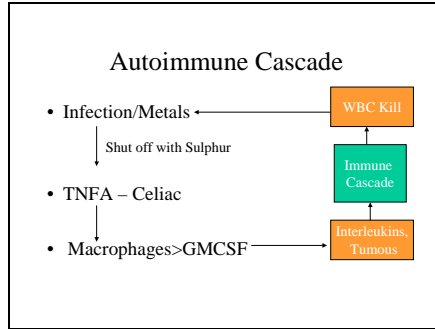 Autoimmune Cascade
• Infection/Metals
WBC Kill
Shut off with Sulphur
Immune
Cascade
• TNFA – Celiac
• Macrophages>GMCSF
Interleukins,
Tumous